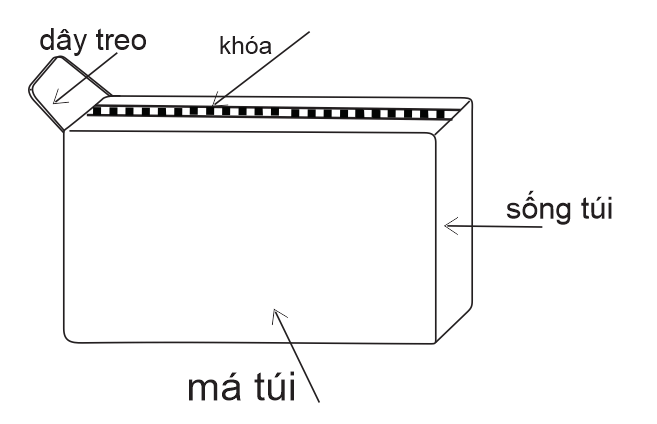 dây treo
khóa
sống túi
má túi